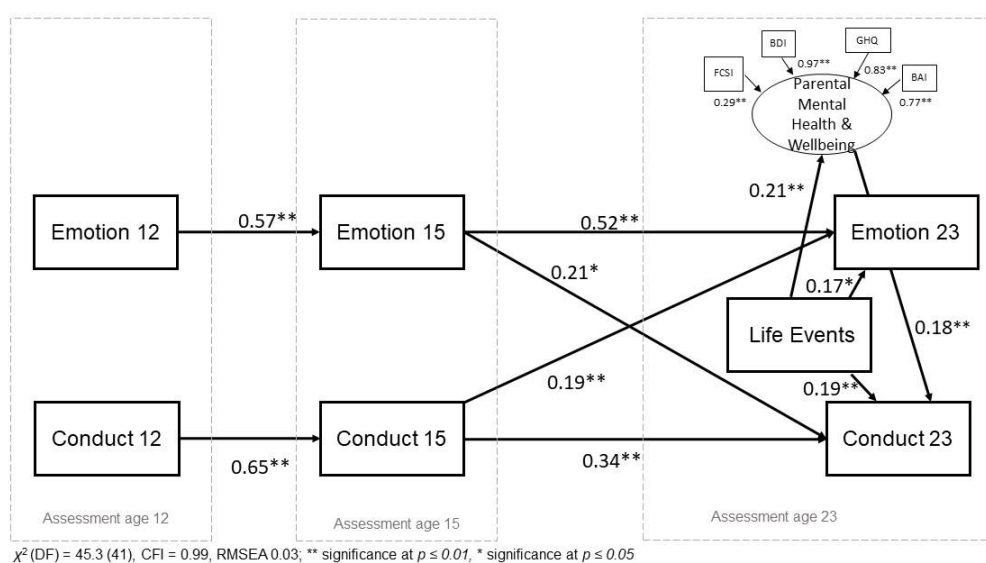 BDI
GHQ
FCSI
BAI
0.97**
0.83**
0.29**
0.77**
Parental
Mental
Health &
Wellbeing
0.21**
Emotion 12
0.57**
Emotion 15
0.52**
Emotion 23
0.21*
0.17*
Life Events
0.18**
0.19**
0.19**
Conduct 12
0.65**
Conduct 15
0.34**
Conduct 23
Assessment age 12
Assessment age 15
Assessment age 23
χ² (DF) = 45.3 (41), CFI = 0.99, RMSEA 0.03; ** significance at p ≤ 0.01, * significance at p ≤ 0.05